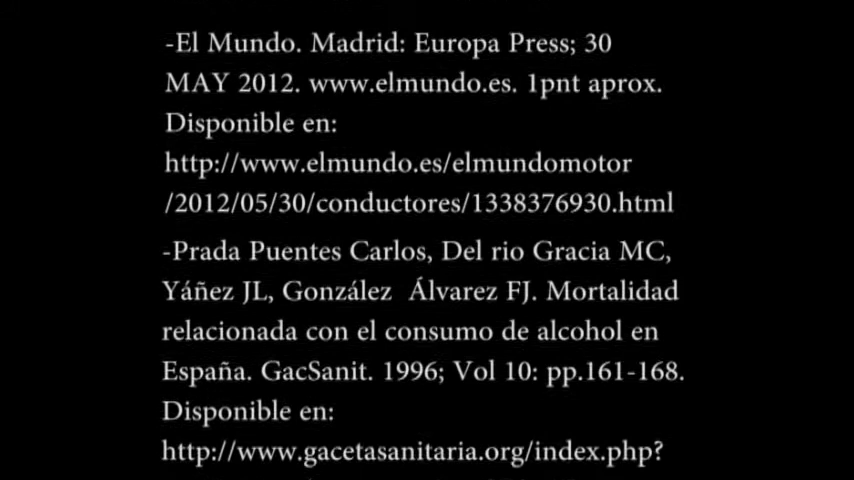 -El Mundo. Madrid: Europa Press; 30
MAY 2012. www.elmundo.es. 1pnt aprox.
Disponible en:
http://www.elmundo.es/elmundomotor
/2012/05/30/conductores/1338376930.html
-Prada Puentes Carlos, Del rio Gracia MC,
Yáñez JL, González  Álvarez FJ. Mortalidad
relacionada con el consumo de alcohol en
España. GacSanit. 1996; Vol 10: pp.161-168.
Disponible en:
http://www.gacetasanitaria.org/index.php?